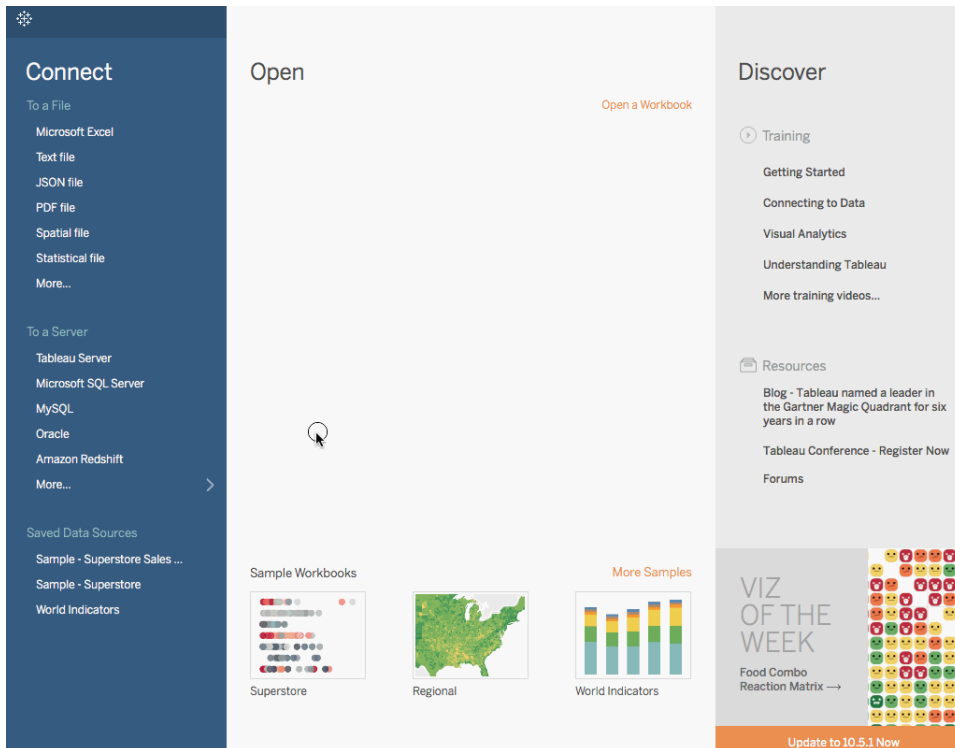 Connect
To a File
Microsoft Excel
Text file
JSON file
PDF file
Spatial file
Statistical file
More...
To a Server
Tableau Server
Microsoft SQL Server
MySQL
Oracle
Amazon Redshift
More...
Saved Data Sources
Sample - Superstore Sales ...
Sample - Superstore
World Indicators
Open
Open a Workbook
Sample Workbooks
More Samples
Superstore
Regional
World Indicators
Discover
Training
Getting Started
Connecting to Data
Visual Analytics
Understanding Tableau
More training videos...
Resources
Blog - Tableau named a leader in
the Gartner Magic Quadrant for six
years in a row
Tableau Conference - Register Now
Forums
VIZ
OF THE
WEEK
Food Combo
Reaction Matrix →
Update to 10.5.1 Now